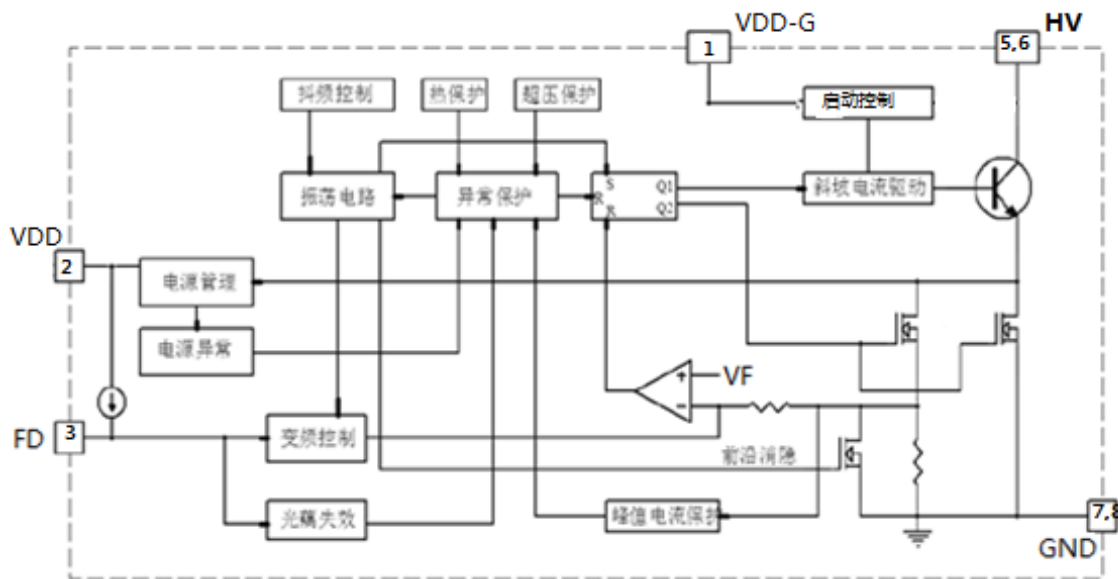 VDD-G
HV
1
5,6
抖频控制
热保护
超压保护
启动控制
振荡电路
异常保护
S
R
R
Q1
Q2
斜坡电流驱动
VDD
2
电源管理
电源异常
+
VF
-
FD
3
变频控制
前沿消隐
光耦失效
峰值电流保护
7,8
GND